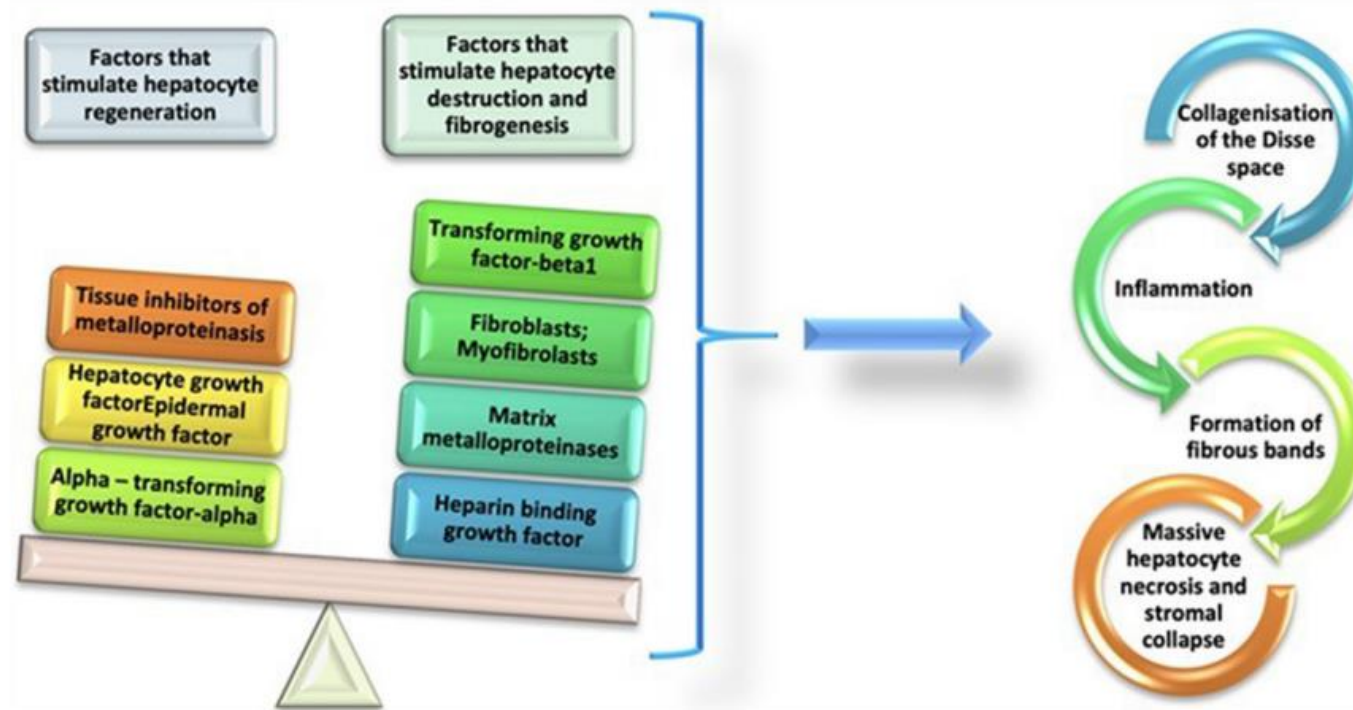 Factors that
stimulate hepatocyte
regeneration
Factors that
stimulate hepatocyte
destruction and
fibrogenesis
Tissue inhibitors of
metalloproteinasis
Hepatocyte growth
factorEpidermal
growth factor
Alpha – transforming
growth factor-alpha
Transforming growth
factor-beta1
Fibroblasts;
Myofibrolasts
Matrix
metalloproteinases
Heparin binding
growth factor
Collagenisation
of the Disse
space
Inflammation
Formation of
fibrous bands
Massive
hepatocyte
necrosis and
stromal
collapse